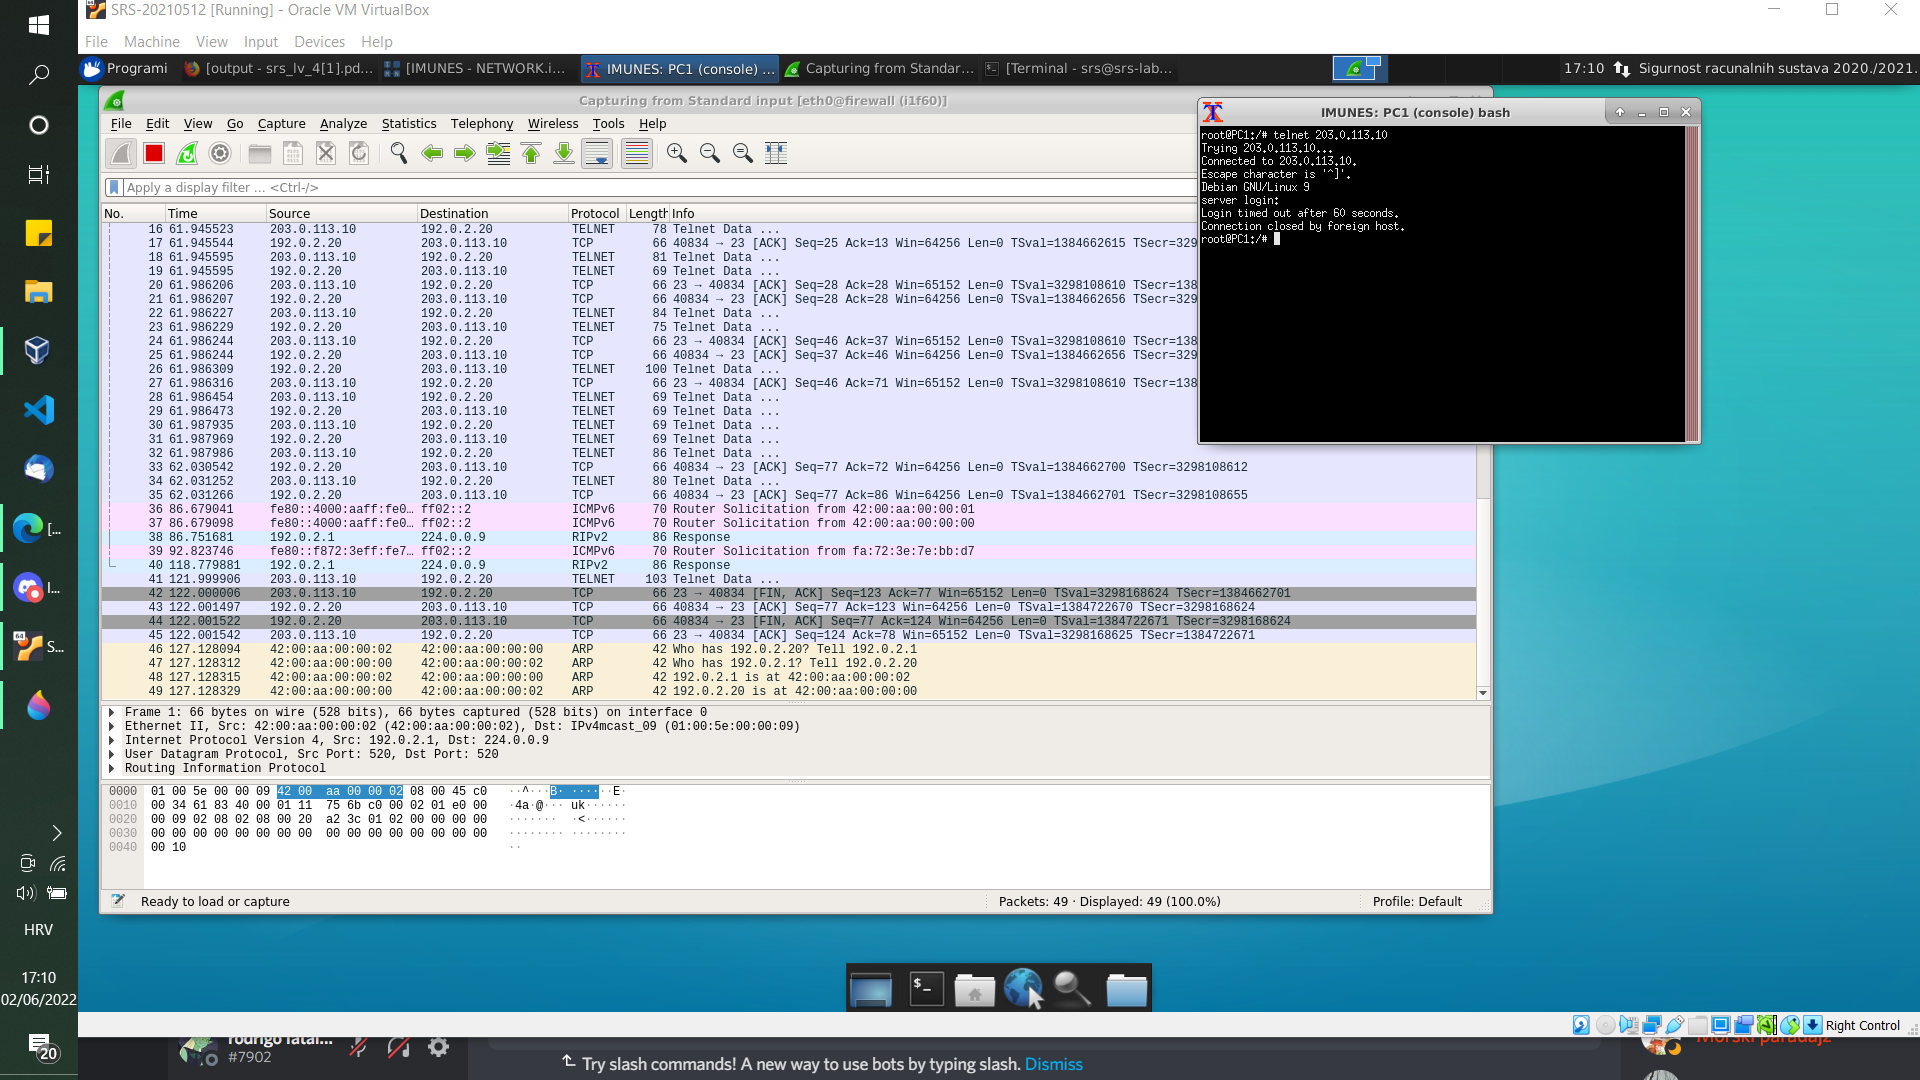 SRS-20210512 [Running] - Oracle VM VirtualBox
File Machine View Input Devices Help
Programi [output - srs_lv_4[1].pd... [IMUNES - NETWORK.i... IMUNES: PC1 (console) ... Capturing from Standar... [Terminal - srs@srs-lab... 17:10 Sigurnost racunalnih sustava 2020./2021.
Capturing from Standard input [eth0@firewall (i1f60)]
File Edit View Go Capture Analyze Statistics Telephony Wireless Tools Help
Apply a display filter ... <Ctrl-/>
No. Time Source Destination Protocol Length Info
16 61.945523 203.0.113.10 192.0.2.20 TELNET 78 Telnet Data ...
17 61.945544 192.0.2.20 203.0.113.10 TCP 66 40834 → 23 [ACK] Seq=25 Ack=13 Win=64256 Len=0 TSval=1384662615 TSecr=329
18 61.945595 192.0.2.20 203.0.113.10 TELNET 81 Telnet Data ...
19 61.945595 192.0.2.20 203.0.113.10 TELNET 69 Telnet Data ...
20 61.986206 203.0.113.10 192.0.2.20 TCP 66 23 → 40834 [ACK] Seq=28 Ack=28 Win=65152 Len=0 TSval=3298108610 TSecr=138
21 61.986207 192.0.2.20 203.0.113.10 TCP 66 40834 → 23 [ACK] Seq=28 Ack=28 Win=64256 Len=0 TSval=1384662656 TSecr=329
22 61.986227 203.0.113.10 192.0.2.20 TELNET 84 Telnet Data ...
23 61.986229 192.0.2.20 203.0.113.10 TELNET 75 Telnet Data ...
24 61.986244 203.0.113.10 192.0.2.20 TCP 66 23 → 40834 [ACK] Seq=46 Ack=37 Win=65152 Len=0 TSval=3298108610 TSecr=138
25 61.986244 192.0.2.20 203.0.113.10 TCP 66 40834 → 23 [ACK] Seq=37 Ack=46 Win=64256 Len=0 TSval=1384662656 TSecr=329
26 61.986309 192.0.2.20 203.0.113.10 TELNET 100 Telnet Data ...
27 61.986316 203.0.113.10 192.0.2.20 TCP 66 23 → 40834 [ACK] Seq=46 Ack=71 Win=65152 Len=0 TSval=3298108610 TSecr=138
28 61.986454 203.0.113.10 192.0.2.20 TELNET 69 Telnet Data ...
29 61.986473 192.0.2.20 203.0.113.10 TELNET 69 Telnet Data ...
30 61.987935 203.0.113.10 192.0.2.20 TELNET 69 Telnet Data ...
31 61.987969 192.0.2.20 203.0.113.10 TELNET 69 Telnet Data ...
32 61.987986 203.0.113.10 192.0.2.20 TELNET 86 Telnet Data ...
33 62.030542 192.0.2.20 203.0.113.10 TCP 66 40834 → 23 [ACK] Seq=77 Ack=72 Win=64256 Len=0 TSval=1384662700 TSecr=3298108612
34 62.031252 203.0.113.10 192.0.2.20 TELNET 80 Telnet Data ...
35 62.031266 192.0.2.20 203.0.113.10 TCP 66 40834 → 23 [ACK] Seq=77 Ack=86 Win=64256 Len=0 TSval=1384662701 TSecr=3298108655
36 86.679041 fe80::4000:aaff:fe0... ff02::2 ICMPv6 70 Router Solicitation from 42:00:aa:00:00:01
37 86.679098 fe80::4000:aaff:fe0... ff02::2 ICMPv6 70 Router Solicitation from 42:00:aa:00:00:00
38 86.751681 192.0.2.1 224.0.0.9 RIPv2 86 Response
39 92.823746 fe80::f872:3eff:fe7... ff02::2 ICMPv6 70 Router Solicitation from fa:72:3e:7e:bb:d7
40 118.779881 192.0.2.1 224.0.0.9 RIPv2 86 Response
41 121.999906 203.0.113.10 192.0.2.20 TELNET 103 Telnet Data ...
42 122.000006 203.0.113.10 192.0.2.20 TCP 66 23 → 40834 [FIN, ACK] Seq=123 Ack=77 Win=65152 Len=0 TSval=3298168624 TSecr=1384662701
43 122.001497 192.0.2.20 203.0.113.10 TCP 66 40834 → 23 [ACK] Seq=77 Ack=123 Win=64256 Len=0 TSval=1384722670 TSecr=3298168624
44 122.001522 192.0.2.20 203.0.113.10 TCP 66 40834 → 23 [FIN, ACK] Seq=77 Ack=124 Win=64256 Len=0 TSval=1384722671 TSecr=3298168624
45 122.001542 203.0.113.10 192.0.2.20 TCP 66 23 → 40834 [ACK] Seq=124 Ack=78 Win=65152 Len=0 TSval=3298168625 TSecr=1384722671
46 127.128094 42:00:aa:00:00:02 42:00:aa:00:00:00 ARP 42 Who has 192.0.2.20? Tell 192.0.2.1
47 127.128312 42:00:aa:00:00:00 42:00:aa:00:00:02 ARP 42 Who has 192.0.2.1? Tell 192.0.2.20
48 127.128315 42:00:aa:00:00:02 42:00:aa:00:00:00 ARP 42 192.0.2.1 is at 42:00:aa:00:00:02
49 127.128329 42:00:aa:00:00:00 42:00:aa:00:00:02 ARP 42 192.0.2.20 is at 42:00:aa:00:00:00
Frame 1: 66 bytes on wire (528 bits), 66 bytes captured (528 bits) on interface 0
Ethernet II, Src: 42:00:aa:00:00:02 (42:00:aa:00:00:02), Dst: IPv4mcast_09 (01:00:5e:00:00:09)
Internet Protocol Version 4, Src: 192.0.2.1, Dst: 224.0.0.9
User Datagram Protocol, Src Port: 520, Dst Port: 520
Routing Information Protocol
0000 01 00 5e 00 00 09 42 00 aa 00 00 02 08 00 45 c0 ··^···B· ······E·
0010 00 34 61 83 40 00 01 11 75 6b c0 00 02 01 e0 00 ·4a·@··· uk······
0020 00 09 02 08 02 08 00 20 a2 3c 01 02 00 00 00 00 ······· ·<······
0030 00 00 00 00 00 00 00 00 00 00 00 00 00 00 00 00 ········ ········
0040 00 10 ··
Ready to load or capture Packets: 49 · Displayed: 49 (100.0%) Profile: Default
IMUNES: PC1 (console) bash
root@PC1:/# telnet 203.0.113.10
Trying 203.0.113.10...
Connected to 203.0.113.10.
Escape character is '^]'.
Debian GNU/Linux 9
server login:
Login timed out after 60 seconds.
Connection closed by foreign host.
root@PC1:/#
[...
I...
64
S...
HRV
17:10
02/06/2022
20
Right Control
#7902
Try slash commands! A new way to use bots by typing slash. Dismiss